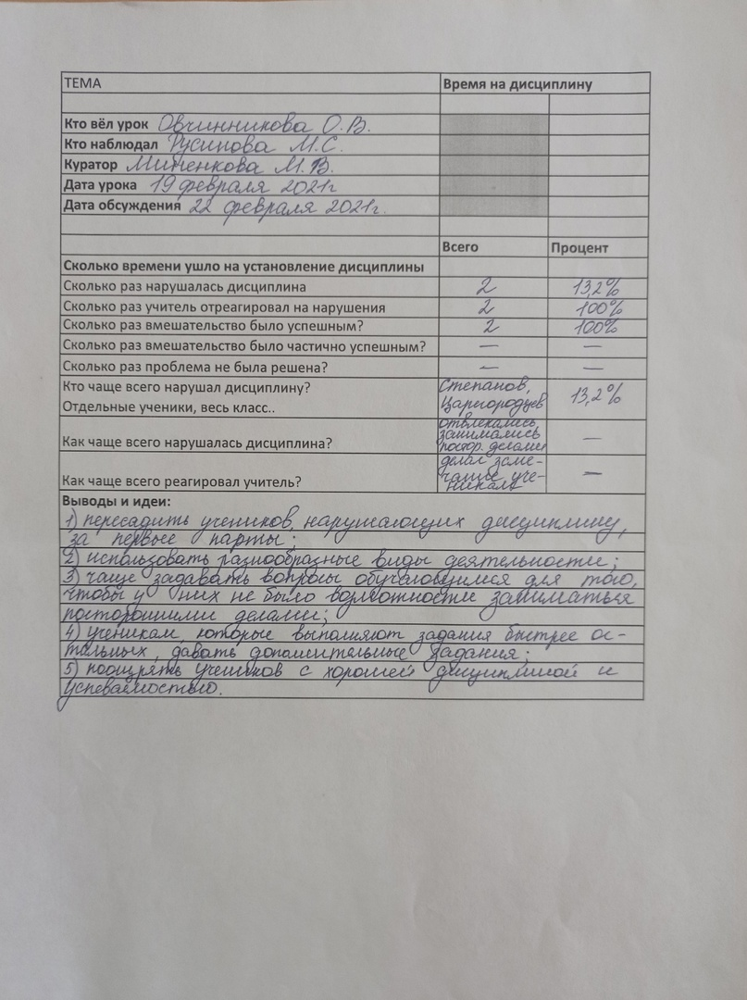 ТЕМА Время на дисциплину
Кто вёл урок Овчинникова О.В.
Кто наблюдал Русинова М.С.
Куратор Миненкова М.В.
Дата урока 19 февраля 2021г
Дата обсуждения 22 февраля 2021г.
Всего Процент
Сколько времени ушло на установление дисциплины
Сколько раз нарушалась дисциплина 2 13,2%
Сколько раз учитель отреагировал на нарушения 2 100%
Сколько раз вмешательство было успешным? 2 100%
Сколько раз вмешательство было частично успешным? — —
Сколько раз проблема не была решена? — —
Кто чаще всего нарушал дисциплину? Степанов,
Отдельные ученики, весь класс.. Царегородцев 13,2%
отвлекались,
занимались
Как чаще всего нарушалась дисциплина? постор. делами —
делал заме-
чание уче-
Как чаще всего реагировал учитель? никам —
Выводы и идеи:
1) пересадить учеников, нарушающих дисциплину,
за первые парты;
2) использовать разнообразные виды деятельности;
3) чаще задавать вопросы обучающимся для того,
чтобы у них не было возможности заниматься
посторонними делами;
4) ученикам, которые выполняют задания быстрее ос-
тальных, давать дополнительные задания;
5) поощрять учеников с хорошей дисциплиной и
успеваемостью.